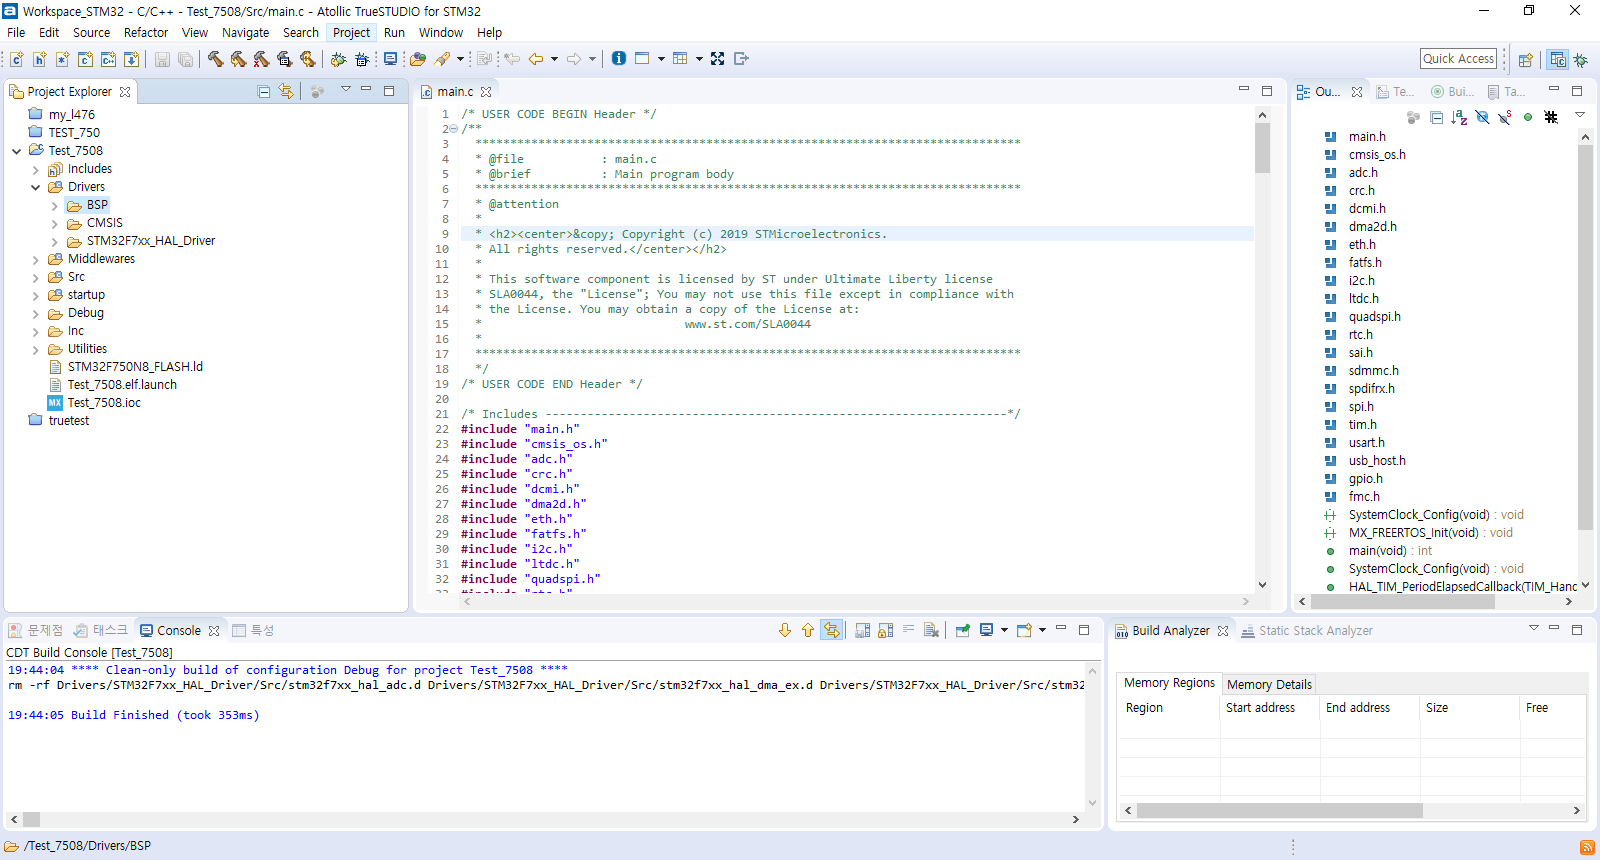 Workspace_STM32 - C/C++ - Test_7508/Src/main.c - Atollic TrueSTUDIO for STM32
File Edit Source Refactor View Navigate Search Project Run Window Help
Quick Access
Project Explorer
my_l476
TEST_750
Test_7508
Includes
Drivers
BSP
CMSIS
STM32F7xx_HAL_Driver
Middlewares
Src
startup
Debug
Inc
Utilities
STM32F750N8_FLASH.ld
Test_7508.elf.launch
MX Test_7508.ioc
truetest
main.c
1 /* USER CODE BEGIN Header */
2 /**
3 ******************************************************************************
4 * @file : main.c
5 * @brief : Main program body
6 ******************************************************************************
7 * @attention
8 *
9 * <h2><center>&copy; Copyright (c) 2019 STMicroelectronics.
10 * All rights reserved.</center></h2>
11 *
12 * This software component is licensed by ST under Ultimate Liberty license
13 * SLA0044, the "License"; You may not use this file except in compliance with
14 * the License. You may obtain a copy of the License at:
15 * www.st.com/SLA0044
16 *
17 ******************************************************************************
18 */
19 /* USER CODE END Header */
20
21 /* Includes ------------------------------------------------------------------*/
22 #include "main.h"
23 #include "cmsis_os.h"
24 #include "adc.h"
25 #include "crc.h"
26 #include "dcmi.h"
27 #include "dma2d.h"
28 #include "eth.h"
29 #include "fatfs.h"
30 #include "i2c.h"
31 #include "ltdc.h"
32 #include "quadspi.h"
Ou... Te... Bui... Ta...
main.h
cmsis_os.h
adc.h
crc.h
dcmi.h
dma2d.h
eth.h
fatfs.h
i2c.h
ltdc.h
quadspi.h
rtc.h
sai.h
sdmmc.h
spdifrx.h
spi.h
tim.h
usart.h
usb_host.h
gpio.h
fmc.h
SystemClock_Config(void) : void
MX_FREERTOS_Init(void) : void
main(void) : int
SystemClock_Config(void) : void
HAL_TIM_PeriodElapsedCallback(TIM_Hanc
문제점 태스크 Console 특성
CDT Build Console [Test_7508]
19:44:04 **** Clean-only build of configuration Debug for project Test_7508 ****
rm -rf Drivers/STM32F7xx_HAL_Driver/Src/stm32f7xx_hal_adc.d Drivers/STM32F7xx_HAL_Driver/Src/stm32f7xx_hal_dma_ex.d Drivers/STM32F7xx_HAL_Driver/Src/stm32
19:44:05 Build Finished (took 353ms)
Build Analyzer Static Stack Analyzer
Memory Regions Memory Details
Region Start address End address Size Free
/Test_7508/Drivers/BSP